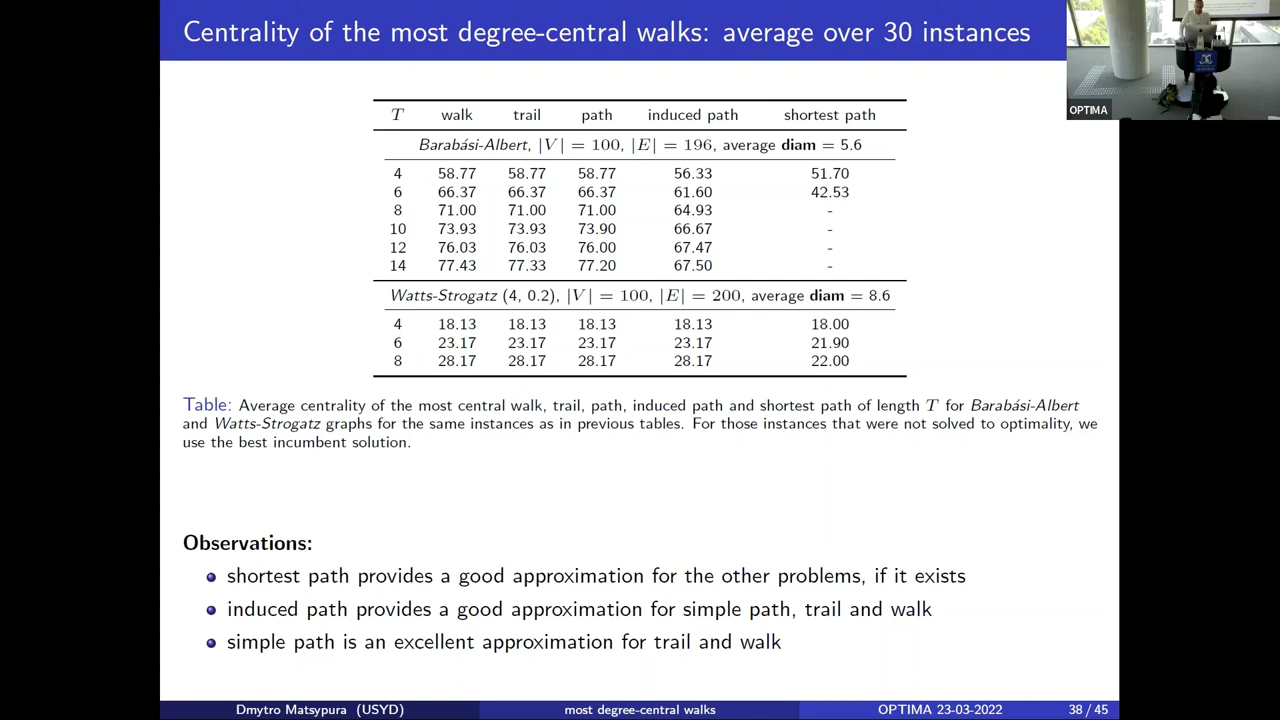 Centrality of the most degree-central walks: average over 30 instances
OPTIMA
T walk trail path induced path shortest path
Barabási-Albert, |V| = 100, |E| = 196, average diam = 5.6
4 58.77 58.77 58.77 56.33 51.70
6 66.37 66.37 66.37 61.60 42.53
8 71.00 71.00 71.00 64.93 -
10 73.93 73.93 73.90 66.67 -
12 76.03 76.03 76.00 67.47 -
14 77.43 77.33 77.20 67.50 -
Watts-Strogatz (4, 0.2), |V| = 100, |E| = 200, average diam = 8.6
4 18.13 18.13 18.13 18.13 18.00
6 23.17 23.17 23.17 23.17 21.90
8 28.17 28.17 28.17 28.17 22.00
Table: Average centrality of the most central walk, trail, path, induced path and shortest path of length T for Barabási-Albert
and Watts-Strogatz graphs for the same instances as in previous tables. For those instances that were not solved to optimality, we
use the best incumbent solution.
Observations:
shortest path provides a good approximation for the other problems, if it exists
induced path provides a good approximation for simple path, trail and walk
simple path is an excellent approximation for trail and walk
Dmytro Matsypura (USYD) most degree-central walks OPTIMA 23-03-2022 38 / 45